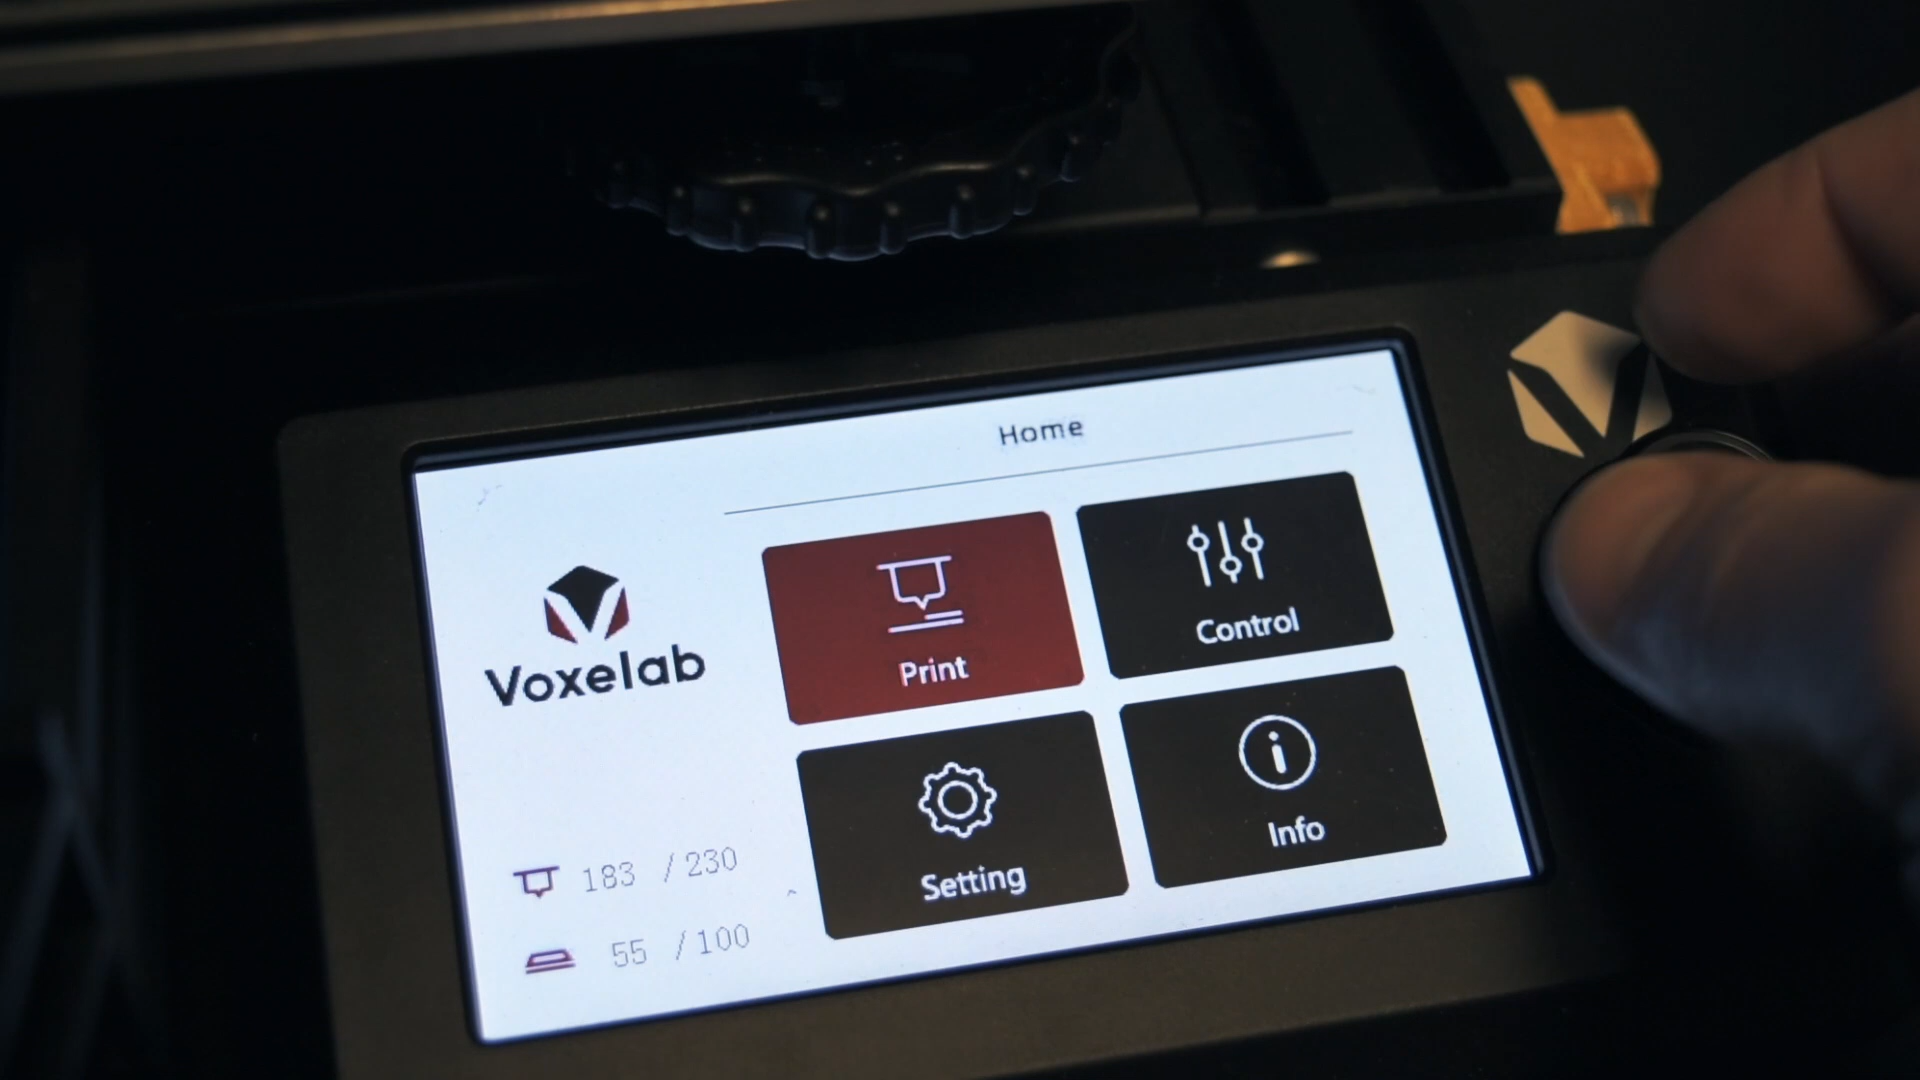 Home
Voxelab
Print
Control
Setting
Info
183 / 230
55 / 100